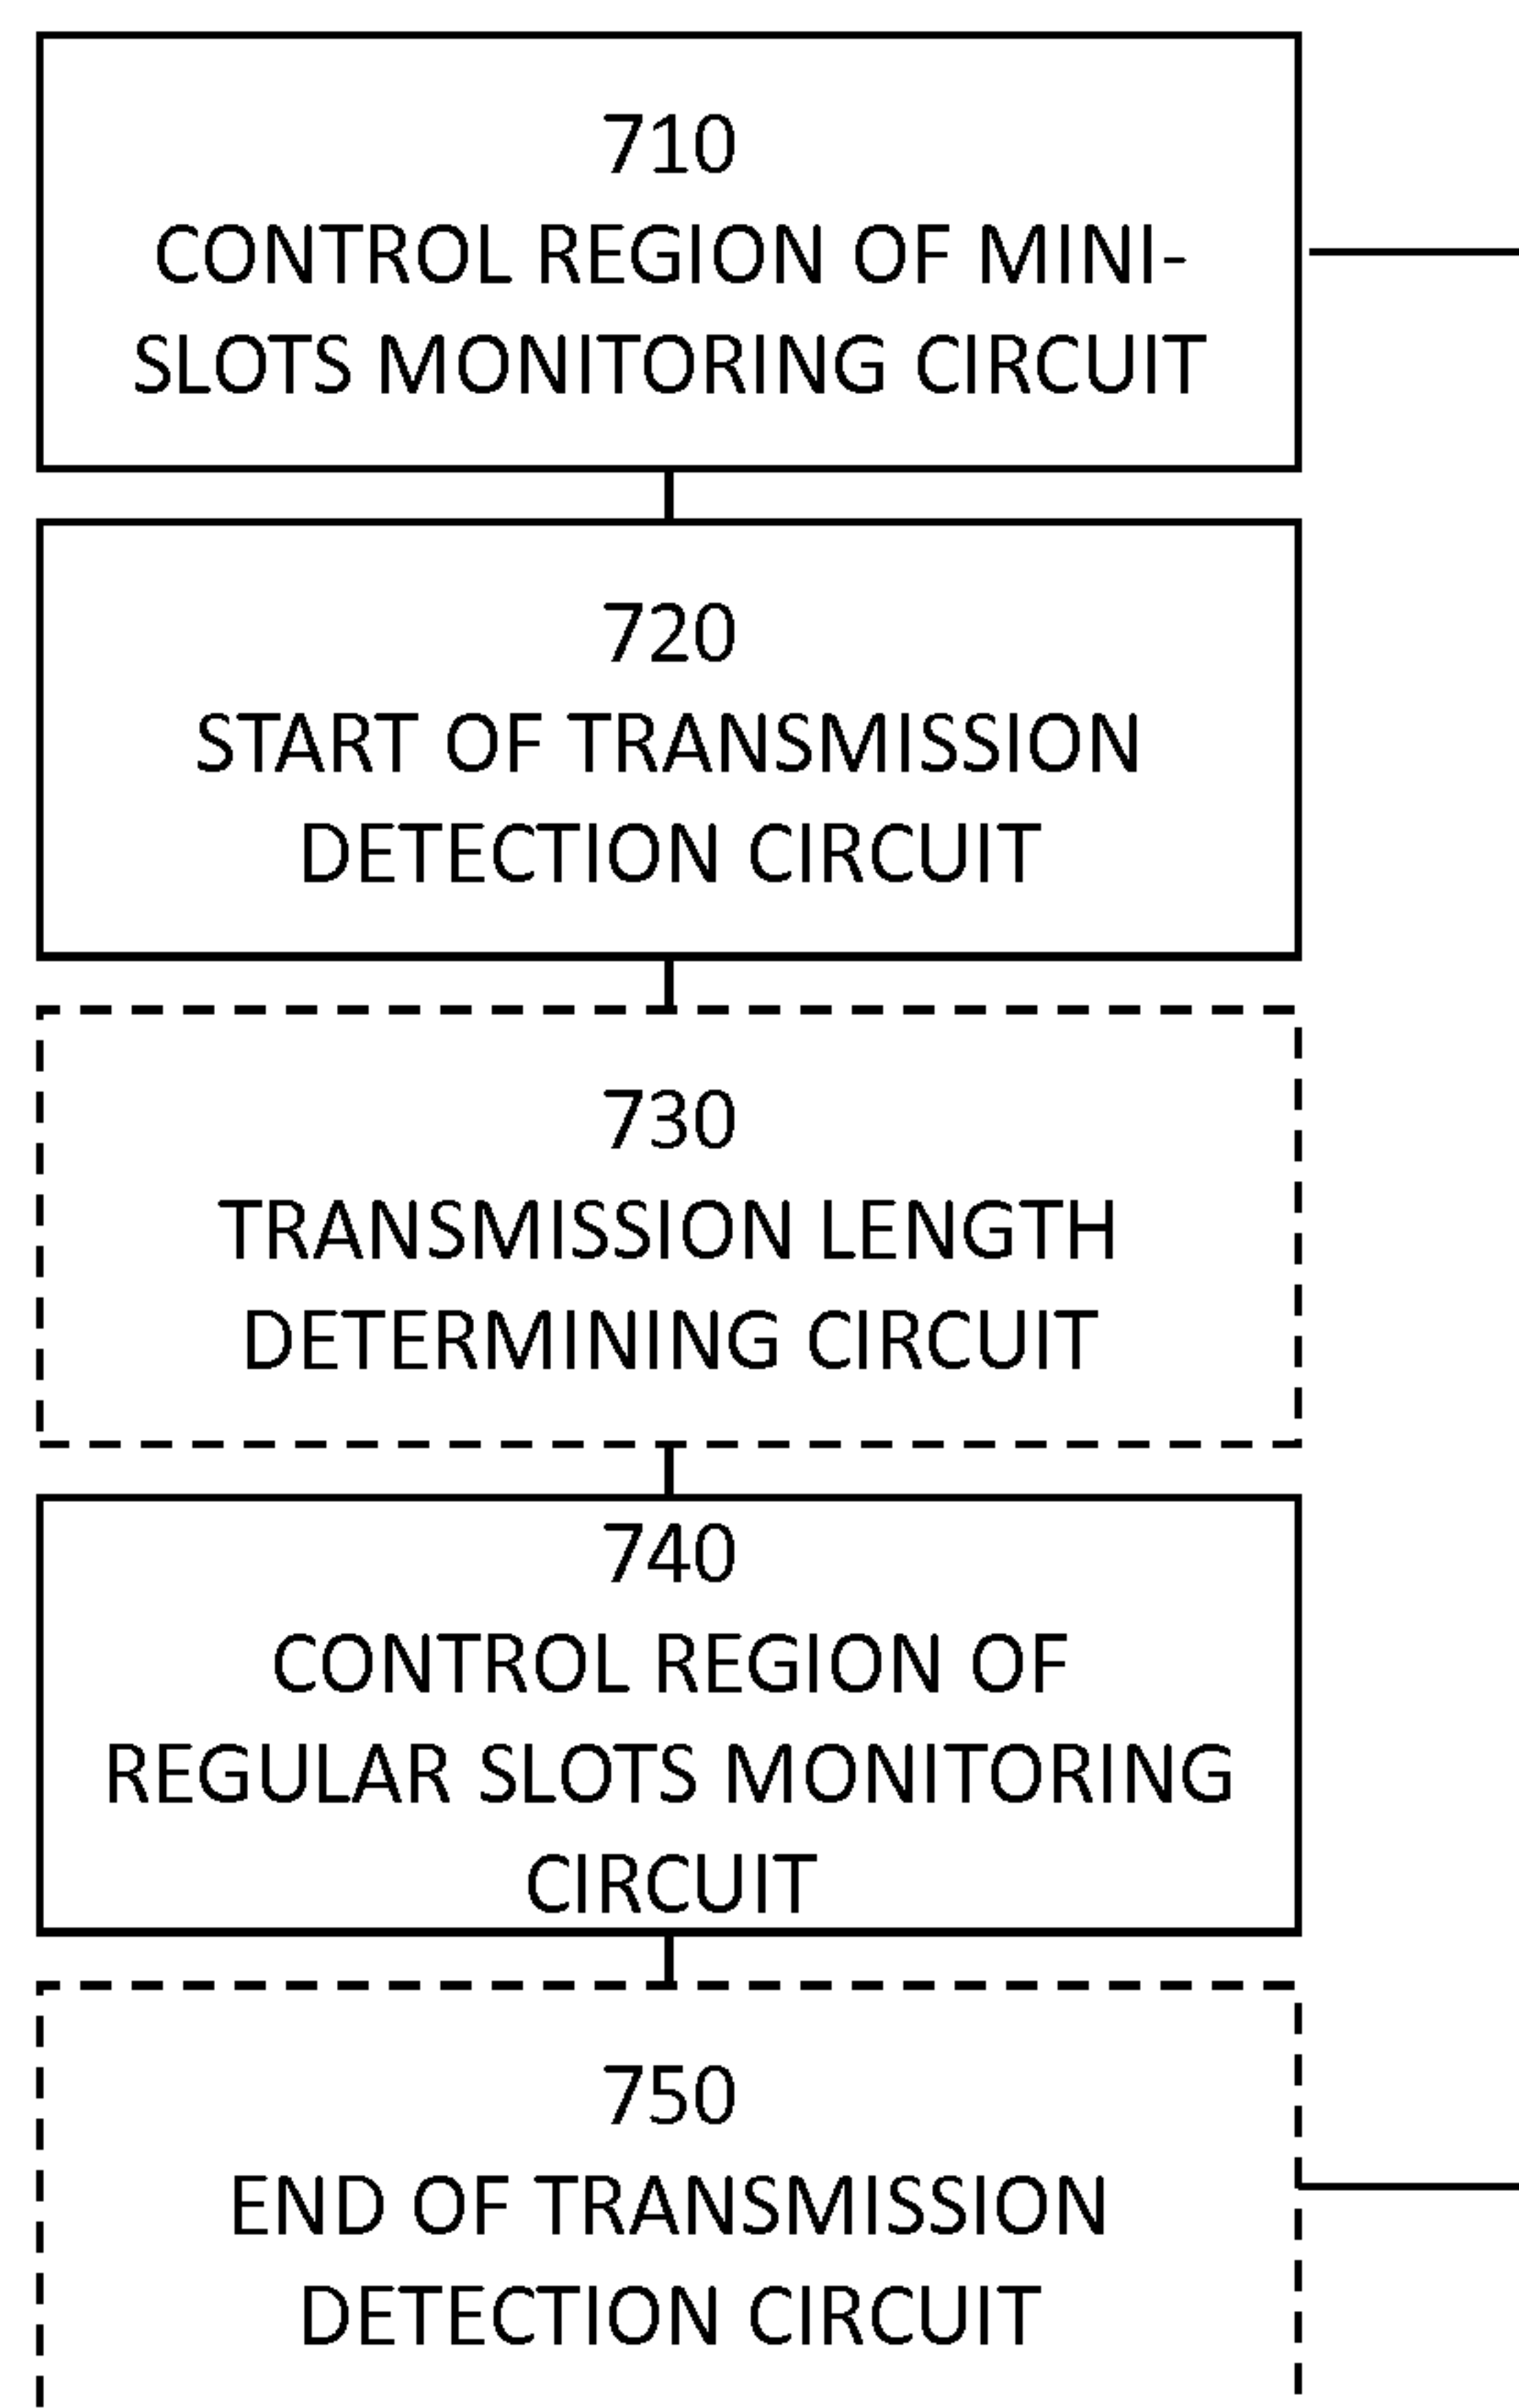 710
CONTROL REGION OF MINI-
SLOTS MONITORING CIRCUIT
720
START OF TRANSMISSION
DETECTION CIRCUIT
730
TRANSMISSION LENGTH
DETERMINING CIRCUIT
740
CONTROL REGION OF
REGULAR SLOTS MONITORING
CIRCUIT
750
END OF TRANSMISSION
DETECTION CIRCUIT